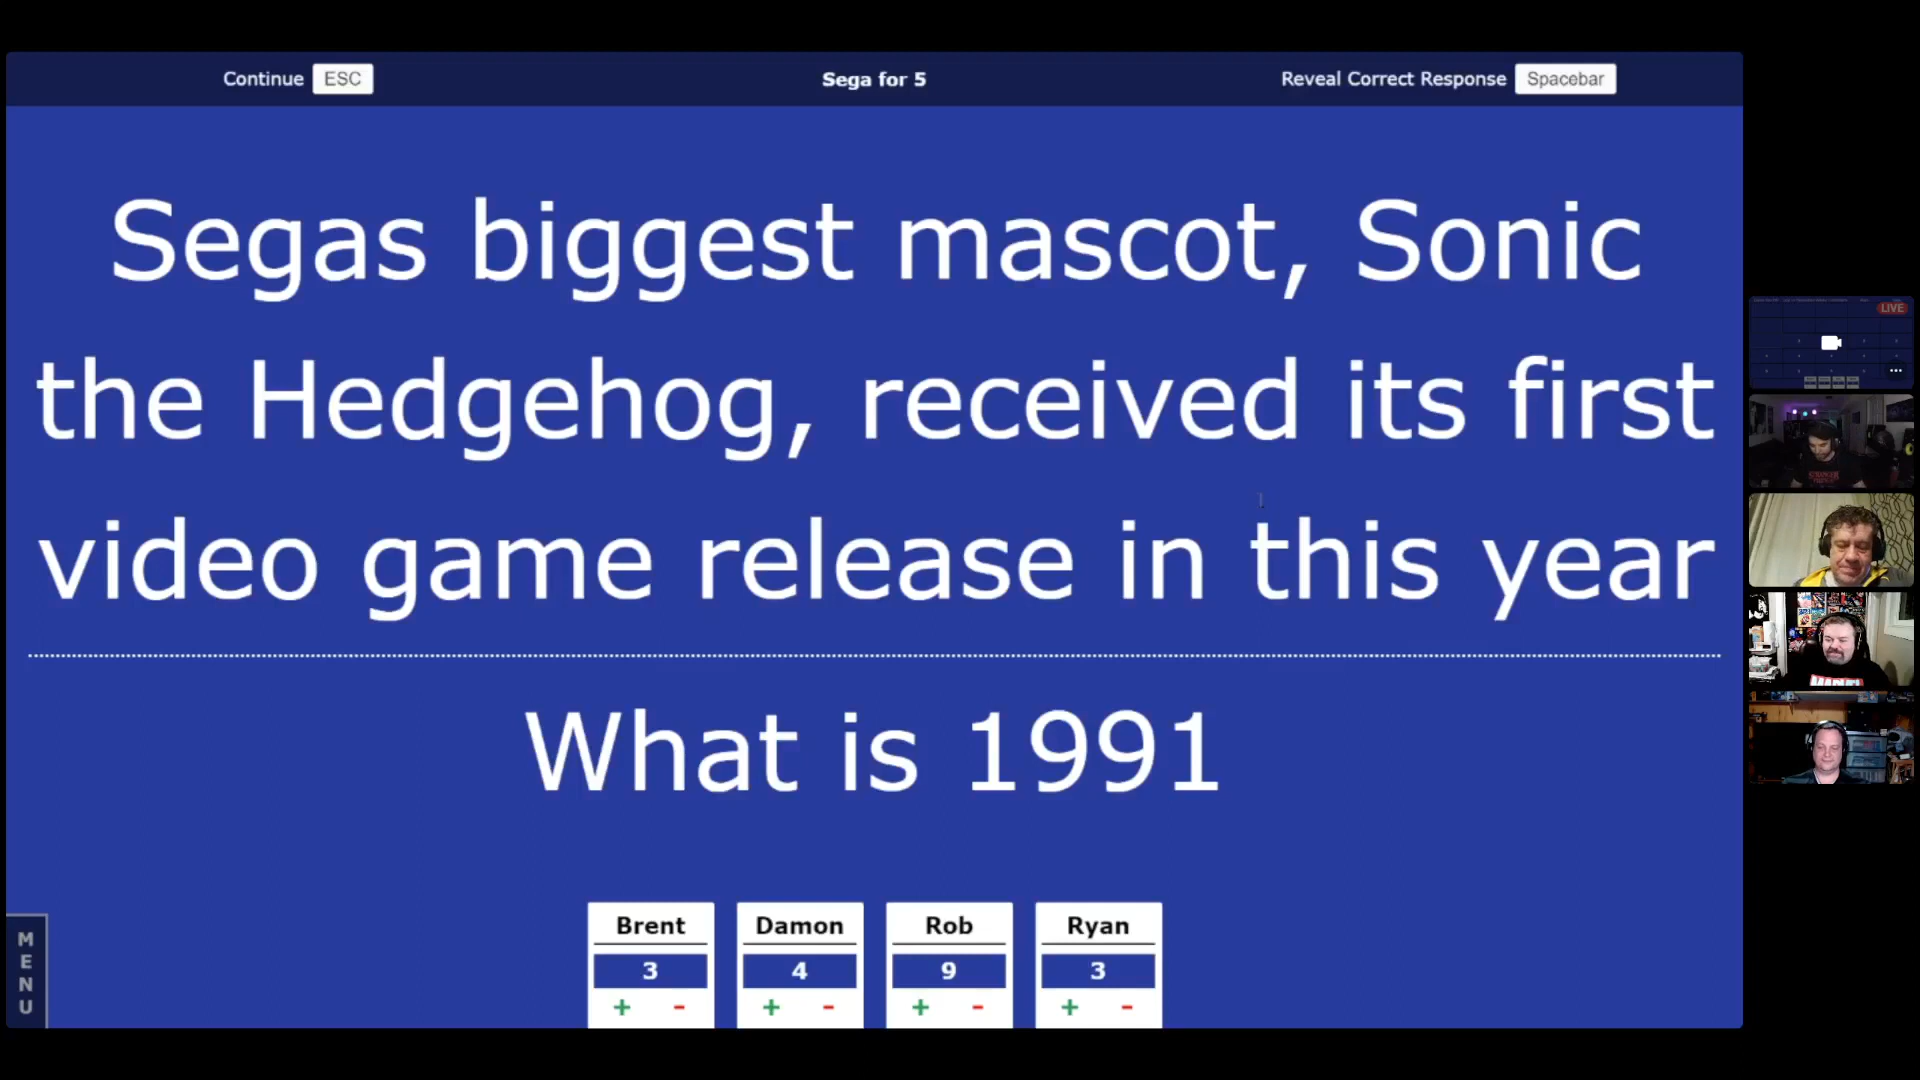 Continue ESC Sega for 5 Reveal Correct Response Spacebar
Segas biggest mascot, Sonic
the Hedgehog, received its first
video game release in this year
What is 1991
LIVE
MENU
Brent Damon Rob Ryan
3 4 9 3
+ - + - + - + -